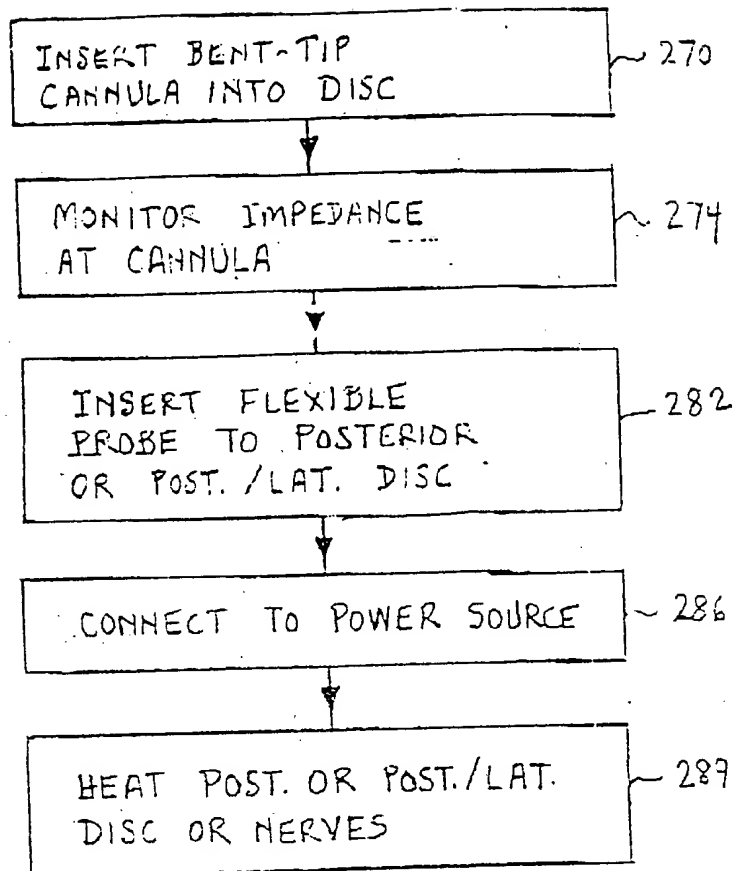 INSERT BENT-TIP
CANNULA INTO DISC
270
MONITOR IMPEDANCE
AT CANNULA
274
INSERT FLEXIBLE
PROBE TO POSTERIOR
OR POST./LAT. DISC
282
CONNECT TO POWER SOURCE
286
HEAT POST. OR POST./LAT.
DISC OR NERVES
289